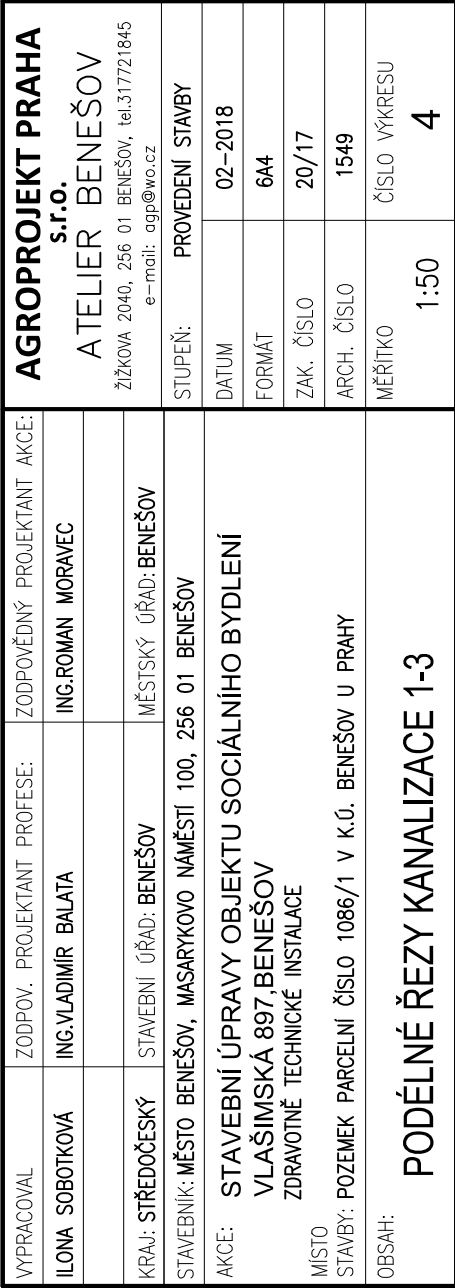 VYPRACOVAL ZODPOV. PROJEKTANT PROFESE: ZODPOVĚDNÝ PROJEKTANT AKCE:
ILONA SOBOTKOVÁ ING.VLADIMÍR BALATA ING.ROMAN MORAVEC
KRAJ: STŘEDOČESKÝ STAVEBNÍ ÚŘAD: BENEŠOV MĚSTSKÝ ÚŘAD: BENEŠOV
STAVEBNÍK: MĚSTO BENEŠOV, MASARYKOVO NÁMĚSTÍ 100, 256 01 BENEŠOV
AKCE: STAVEBNÍ ÚPRAVY OBJEKTU SOCIÁLNÍHO BYDLENÍ
VLAŠIMSKÁ 897,BENEŠOV
ZDRAVOTNĚ TECHNICKÉ INSTALACE
MÍSTO
STAVBY: POZEMEK PARCELNÍ ČÍSLO 1086/1 V K.Ú. BENEŠOV U PRAHY
OBSAH:
PODÉLNÉ ŘEZY KANALIZACE 1-3
AGROPROJEKT PRAHA
s.r.o.
ATELIER BENEŠOV
ŽIŽKOVA 2040, 256 01 BENEŠOV, tel.317721845
e-mail: agp@wo.cz
STUPEŇ: PROVEDENÍ STAVBY
DATUM 02-2018
FORMÁT 6A4
ZAK. ČÍSLO 20/17
ARCH. ČÍSLO 1549
MĚŘÍTKO ČÍSLO VÝKRESU
1:50 4